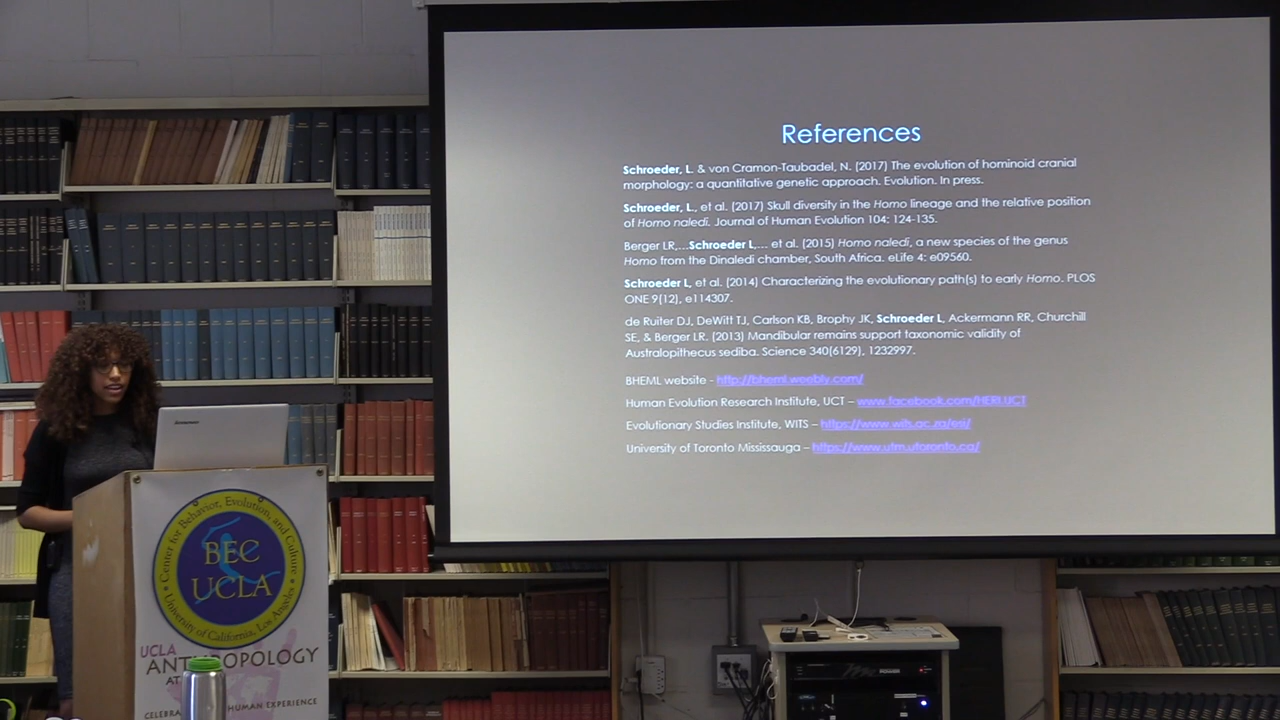 References
Schroeder, L. & von Cramon-Taubadel, N. (2017) The evolution of hominoid cranial
morphology: a quantitative genetic approach. Evolution. In press.
Schroeder, L., et al. (2017) Skull diversity in the Homo lineage and the relative position
of Homo naledi. Journal of Human Evolution 104: 124-135.
Berger LR,...Schroeder L,... et al. (2015) Homo naledi, a new species of the genus
Homo from the Dinaledi chamber, South Africa. eLife 4: e09560.
Schroeder L, et al. (2014) Characterizing the evolutionary path(s) to early Homo. PLOS
ONE 9(12), e114307.
de Ruiter DJ, DeWitt TJ, Carlson KB, Brophy JK, Schroeder L, Ackermann RR, Churchill
SE, & Berger LR. (2013) Mandibular remains support taxonomic validity of
Australopithecus sediba. Science 340(6129), 1232997.
BHEML website - http://bheml.weebly.com/
Human Evolution Research Institute, UCT – www.facebook.com/HERI.UCT
Evolutionary Studies Institute, WITS – https://www.wits.ac.za/esi/
University of Toronto Mississauga – https://www.utm.utoronto.ca/
lenovo
Center for Behavior, Evolution, and Culture
BEC
UCLA
University of California, Los Angeles
UCLA
ANTHROPOLOGY
AT
CELEBRA HUMAN EXPERIENCE
POWER